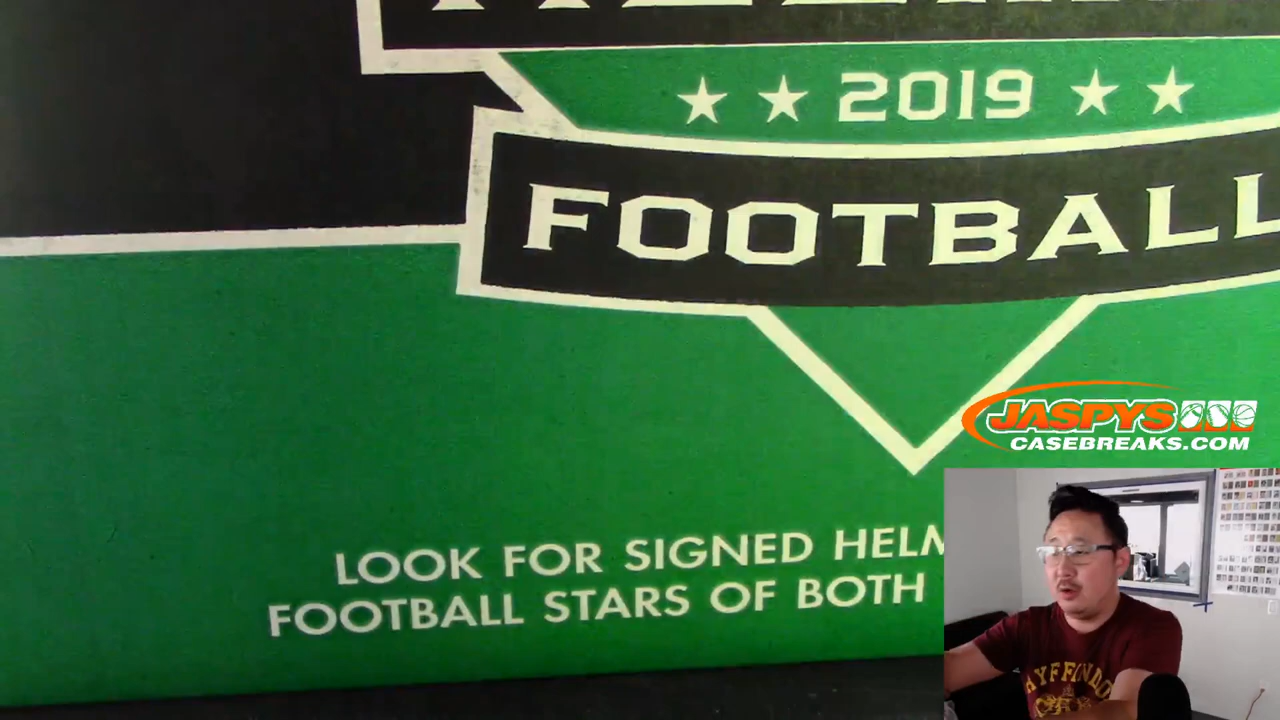 ★ ★ 2019 ★ ★
FOOTBALL
JASPYS
CASEBREAKS.COM
LOOK FOR SIGNED
FOOTBALL STARS OF BOTH